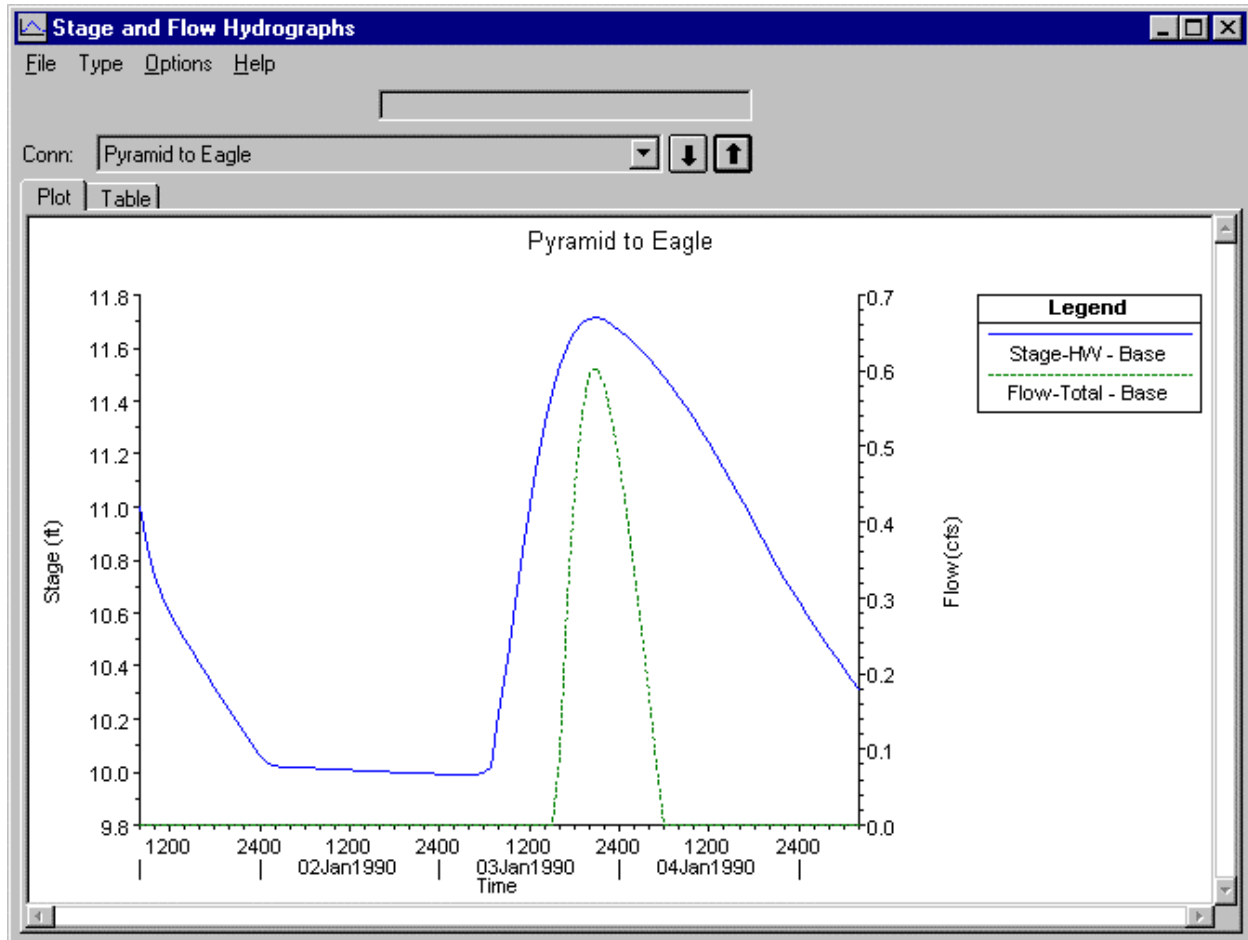 Stage and Flow Hydrographs
File Type Options Help
Conn: Pyramid to Eagle
Plot Table
Pyramid to Eagle
11.8
11.6
11.4
11.2
11.0
10.8
10.6
10.4
10.2
10.0
9.8
Stage (ft)
0.7
0.6
0.5
0.4
0.3
0.2
0.1
0.0
Flow(cfs)
Legend
Stage-HW - Base
Flow-Total - Base
1200 2400 1200 2400 1200 2400 1200 2400
02Jan1990 03Jan1990 04Jan1990
Time